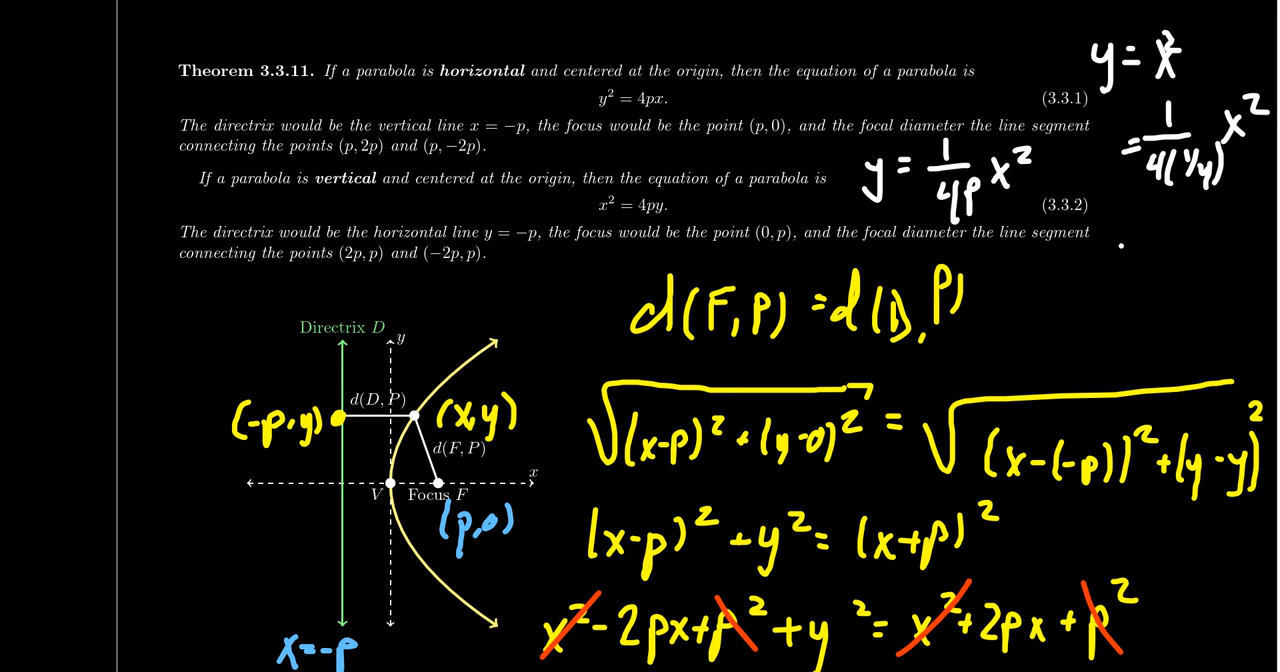 Theorem 3.3.11. If a parabola is horizontal and centered at the origin, then the equation of a parabola is
y² = 4px. (3.3.1)
The directrix would be the vertical line x = −p, the focus would be the point (p, 0), and the focal diameter the line segment
connecting the points (p, 2p) and (p, −2p).
If a parabola is vertical and centered at the origin, then the equation of a parabola is
x² = 4py. (3.3.2)
The directrix would be the horizontal line y = −p, the focus would be the point (0, p), and the focal diameter the line segment
connecting the points (2p, p) and (−2p, p).
y = x²
= 1/4(1/4) x²
y = 1/4p x²
d(F, P) = d(D, P)
Directrix D
y
d(D, P)
(-p, y)
(x, y)
d(F, P)
x
V
Focus F
(p, 0)
x = -p
√(x-p)² + (y-0)² = √(x-(-p))² + (y-y)²
(x-p)² + y² = (x+p)²
x² - 2px + p² + y² = x² + 2px + p²